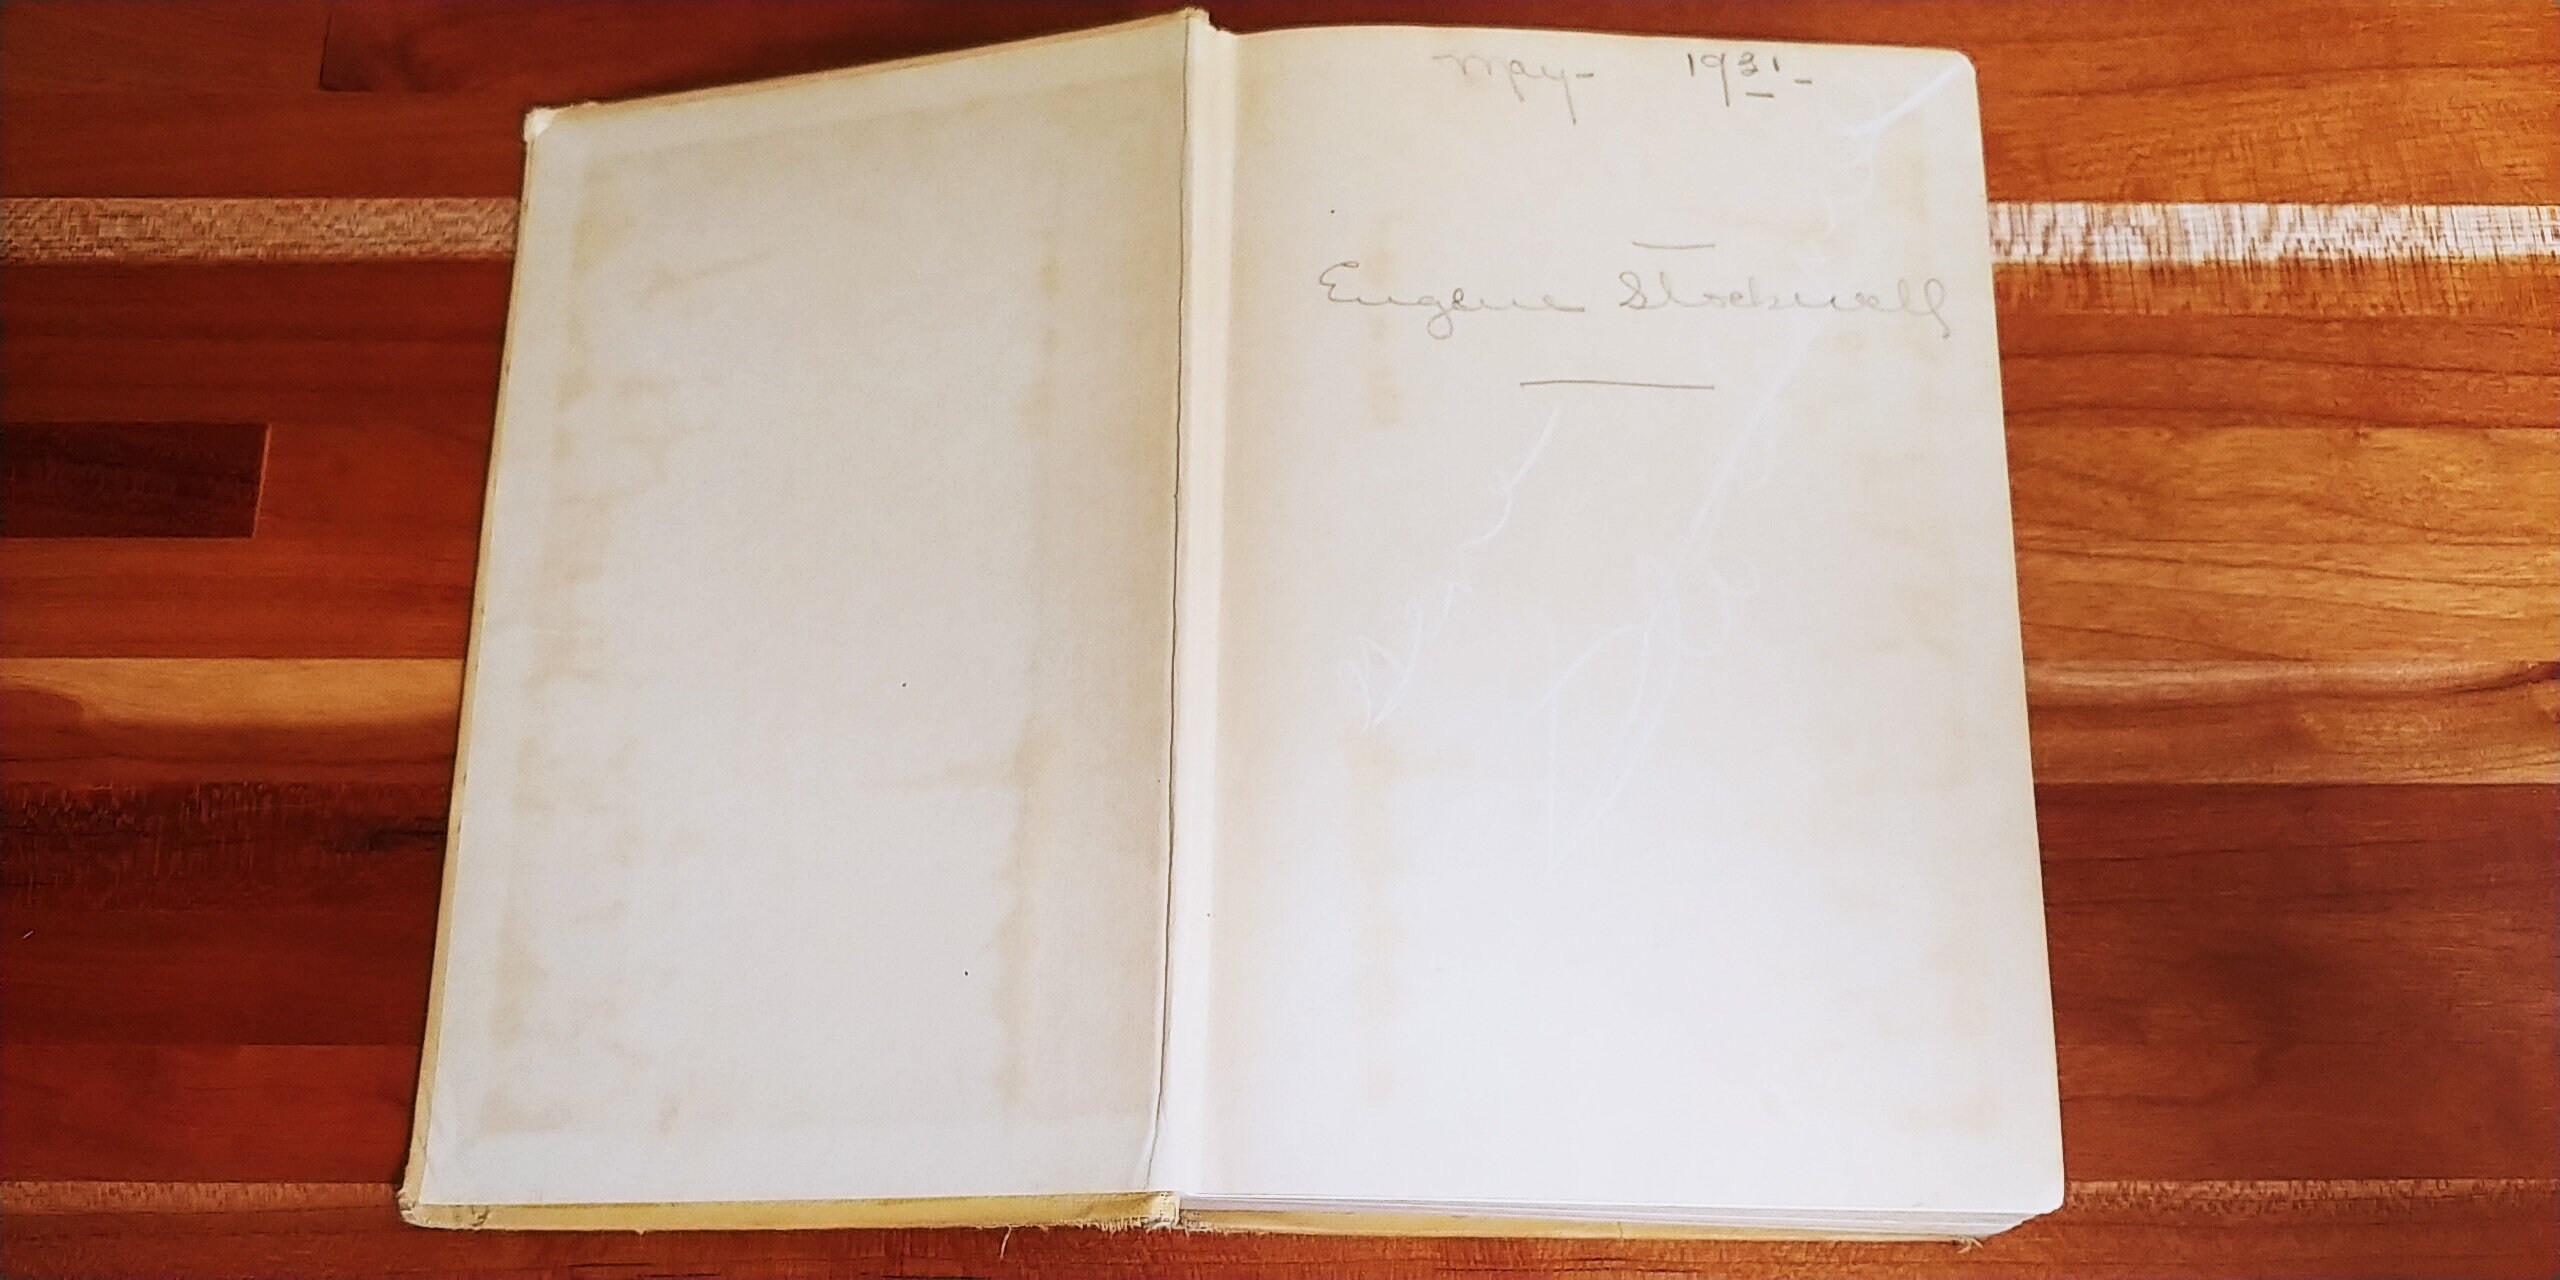 May- 1931-
Eugene Stockwell